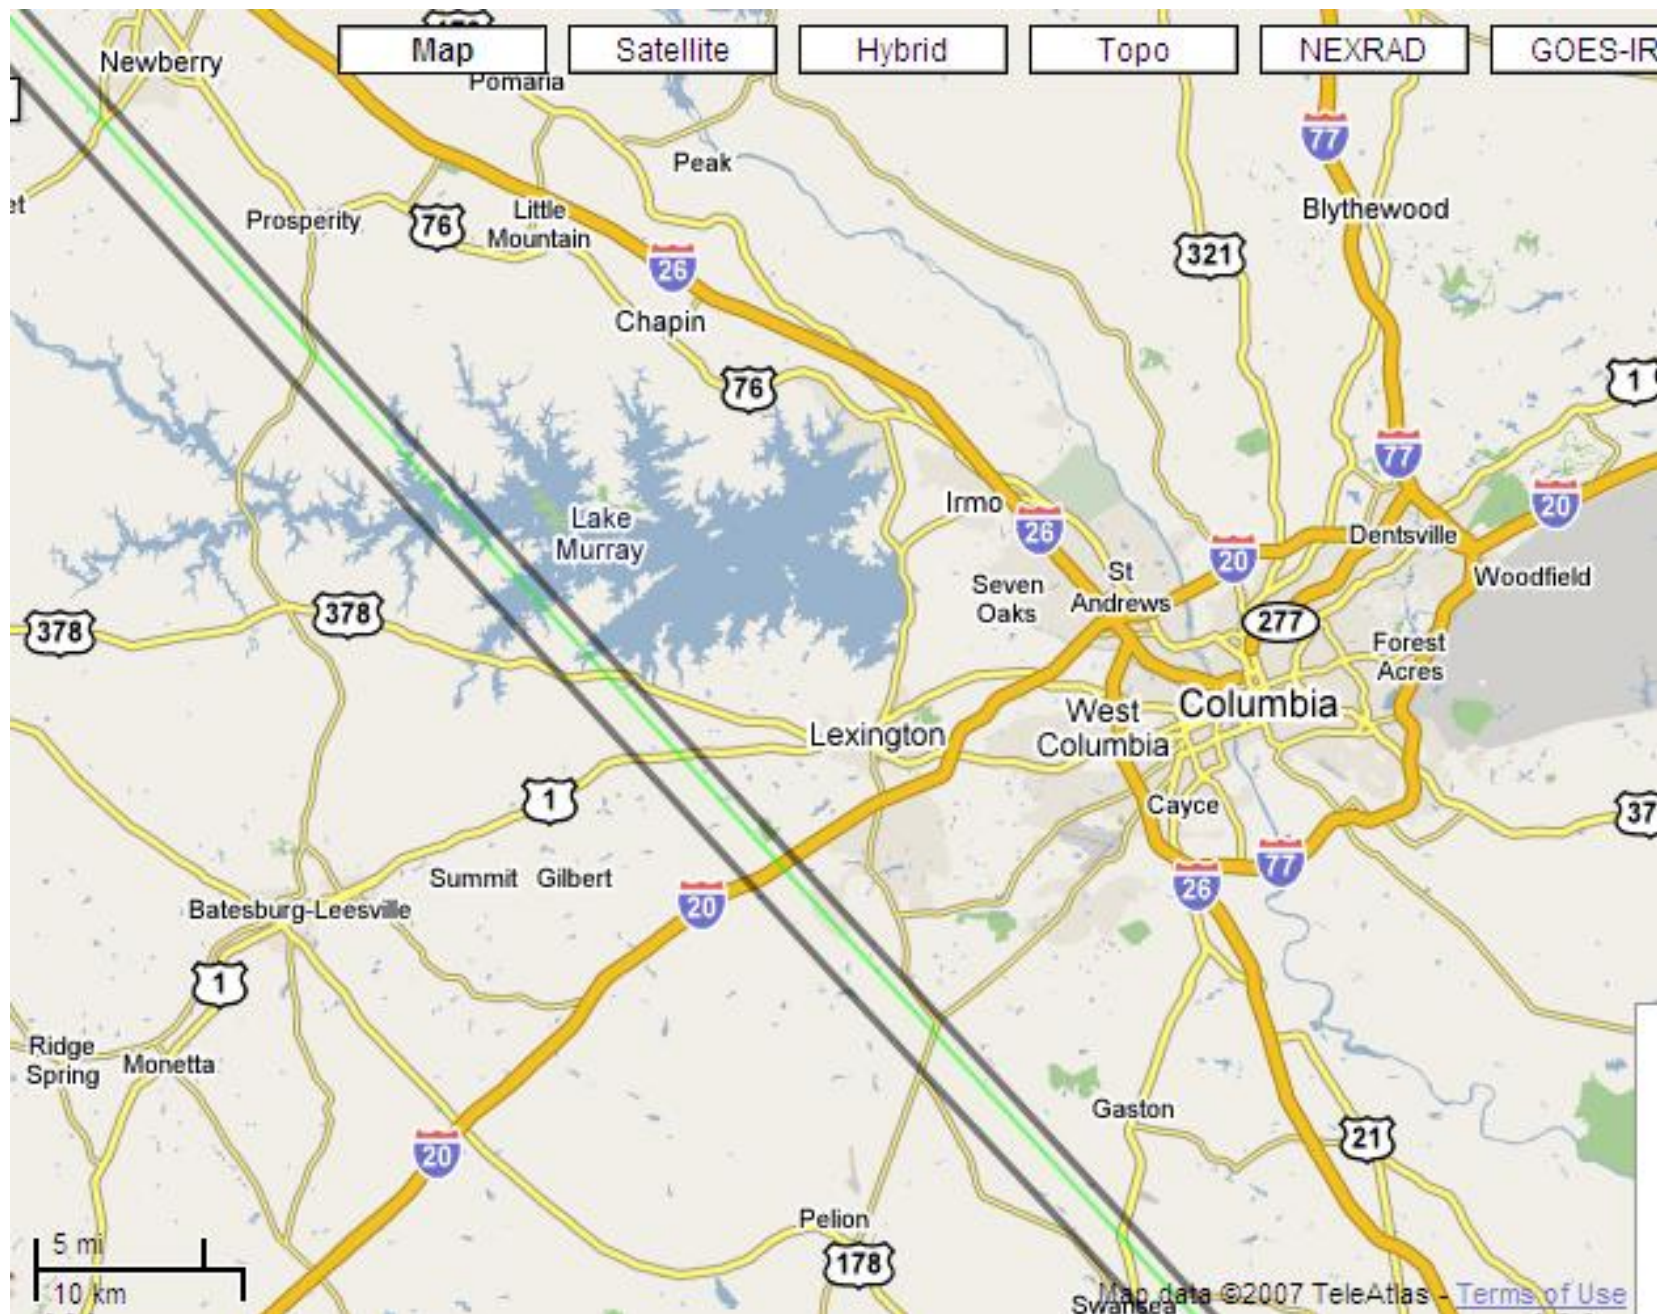 Map
Satellite
Hybrid
Topo
NEXRAD
GOES-IR
Newberry
Pomaria
Peak
77
Blythewood
Prosperity
76
Little
Mountain
321
26
Chapin
76
1
77
Irmo
26
Lake
Murray
20
20
Dentsville
Woodfield
St
Andrews
Seven
Oaks
378
378
277
Forest
Acres
Columbia
West
Columbia
Lexington
1
Cayce
37
Summit
Gilbert
77
26
20
Batesburg-Leesville
1
Ridge
Spring
Monetta
Gaston
21
20
Pelion
178
5 mi
10 km
Map data ©2007 TeleAtlas - Terms of Use
Swansea